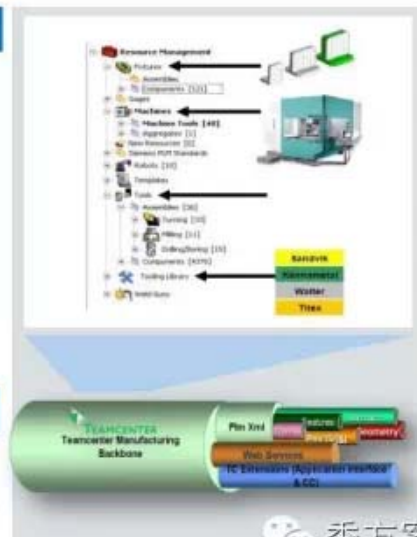 Resource Management
Fixtures
Assemblies
Components [121]
Gages
Machines
Machine Tools [40]
Aggregates [1]
New Resources [0]
Siemens PLM Standards
Robots [10]
Templates
Tools
Assemblies [36]
Turning [10]
Milling [11]
Drilling/Boring [15]
Components [4376]
Tooling Library
Weld Guns
Sandvik
Kennametal
Walter
Titex
TEAMCENTER
Teamcenter Manufacturing
Backbone
Plm Xml
Features
Geometry
Web Services
TC Extensions (Application Interface
& CC)